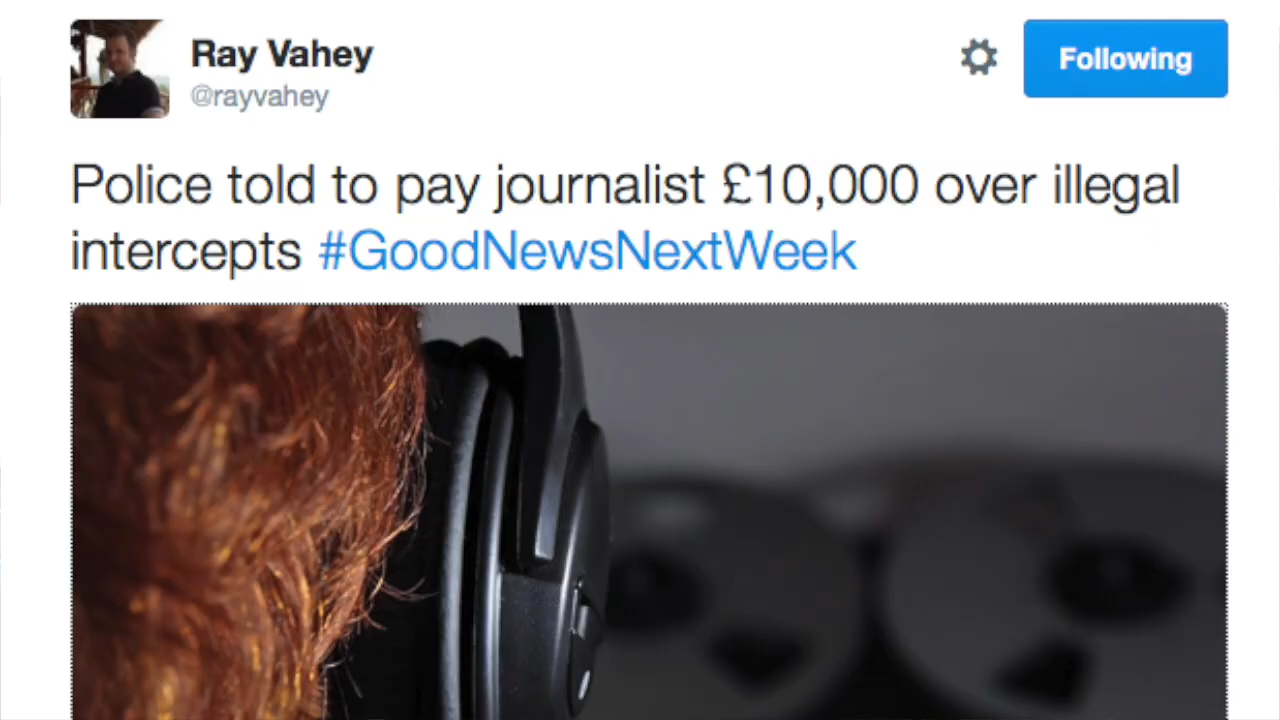 Ray Vahey
@rayvahey
Following
Police told to pay journalist £10,000 over illegal
intercepts #GoodNewsNextWeek